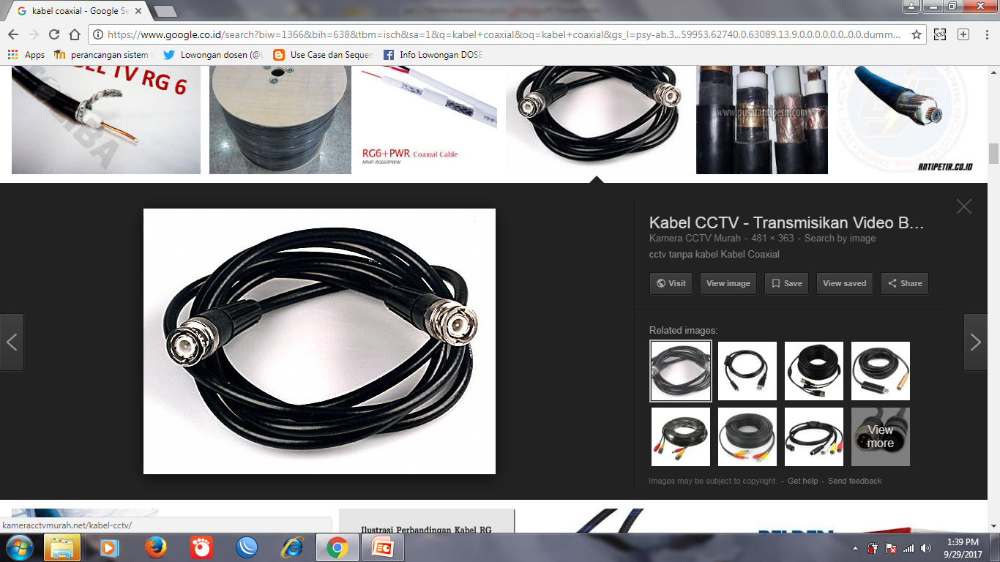 kabel coaxial - Google Se
https://www.google.co.id/search?biw=1366&bih=638&tbm=isch&sa=1&q=kabel+coaxial&oq=kabel+coaxial&gs_l=psy-ab.3...59953.62740.0.63089.13.9.0.0.0.0.0.0..0.0.dumm...
Apps perancangan sistem i Lowongan dosen (@L Use Case dan Sequen Info Lowongan DOSE
TV RG 6
RG6+PWR Coaxial Cable
MMP-RG660PWW
www.pusatantipetir.com
ANTIPETIR.CO.ID
Kabel CCTV - Transmisikan Video B...
Kamera CCTV Murah - 481 × 363 - Search by image
cctv tanpa kabel Kabel Coaxial
Visit View image Save View saved Share
Related images:
View
more
Images may be subject to copyright. - Get help - Send feedback
Ilustrasi Perbandingan Kabel RG
BELDEN
kameracctvmurah.net/kabel-cctv/
1:39 PM
9/29/2017